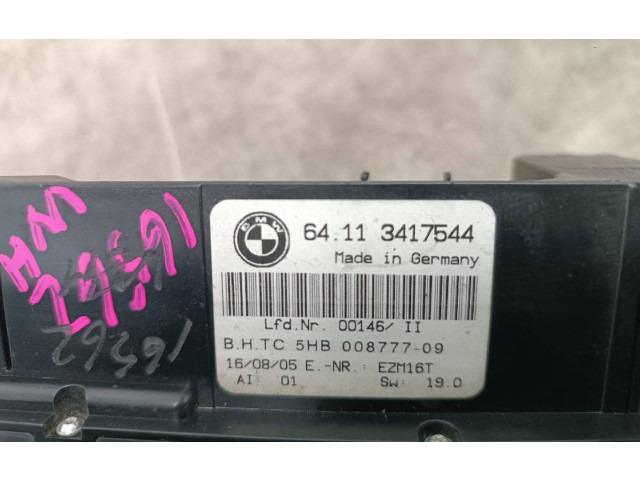 BMW
64.11 3417544
Made in Germany
Lfd.Nr. 00146/ II
B.H.TC 5HB 008777-09
16/08/05 E.-NR.: EZM16T
AI: 01 Sw: 19.0